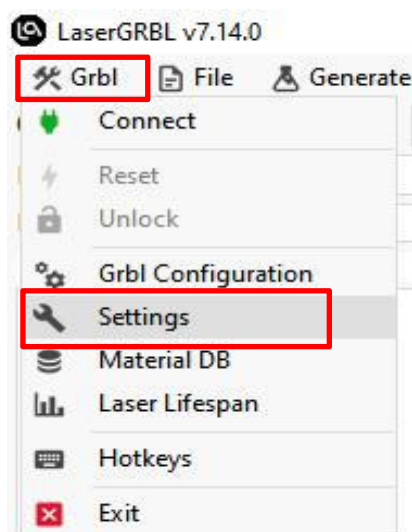 LaserGRBL v7.14.0
Grbl File Generate
Connect
Reset
Unlock
Grbl Configuration
Settings
Material DB
Laser Lifespan
Hotkeys
Exit